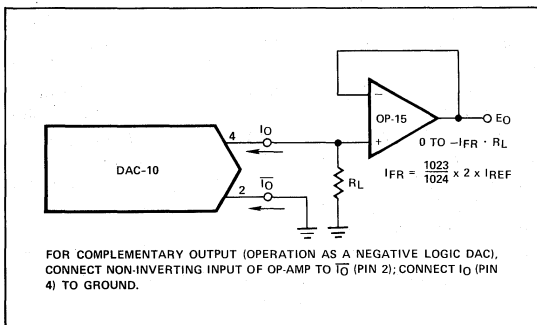 OP-15
−
+
EO
4
IO
0 TO −IFR · RL
DAC-10
RL
IFR = 1023/1024 x 2 x IREF
2
I̅O̅
FOR COMPLEMENTARY OUTPUT (OPERATION AS A NEGATIVE LOGIC DAC),
CONNECT NON-INVERTING INPUT OF OP-AMP TO I̅O̅ (PIN 2); CONNECT IO (PIN
4) TO GROUND.